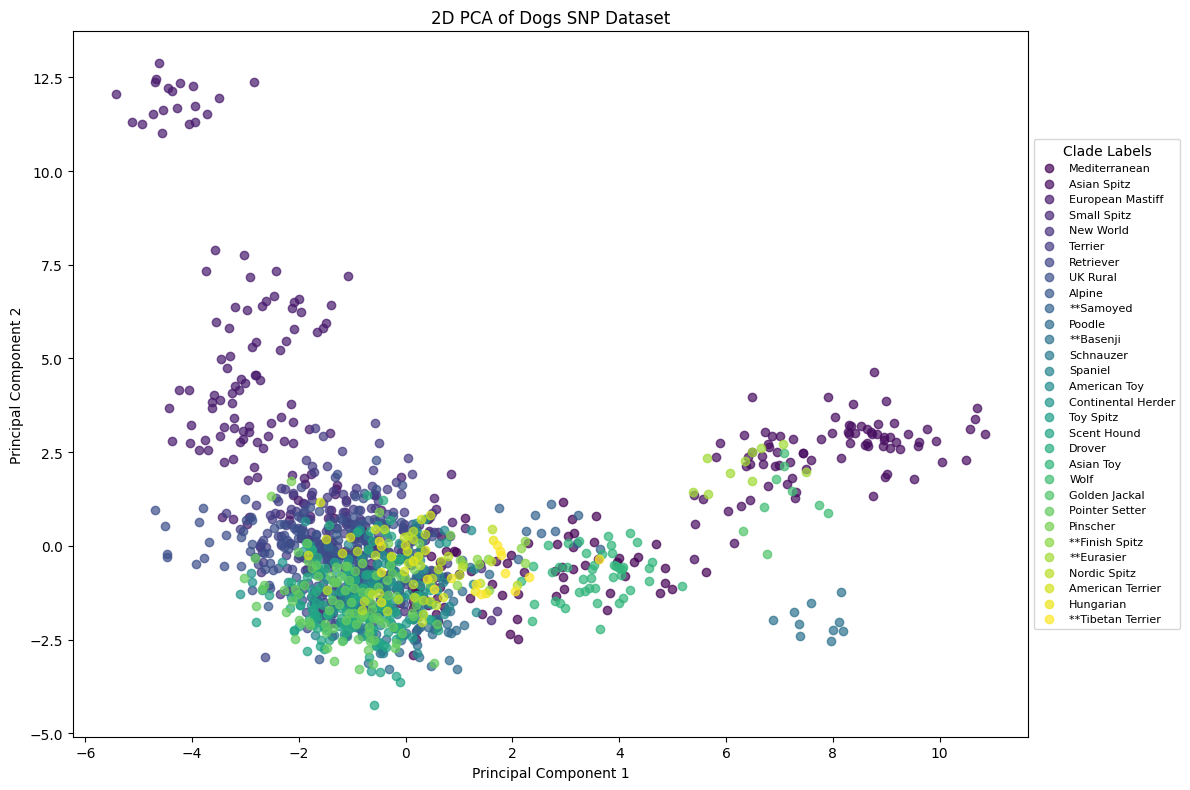 2D PCA of Dogs SNP Dataset
12.5
10.0
7.5
5.0
2.5
0.0
−2.5
−5.0
Principal Component 2
−6
−4
−2
0
2
4
6
8
10
Principal Component 1
Clade Labels
Mediterranean
Asian Spitz
European Mastiff
Small Spitz
New World
Terrier
Retriever
UK Rural
Alpine
**Samoyed
Poodle
**Basenji
Schnauzer
Spaniel
American Toy
Continental Herder
Toy Spitz
Scent Hound
Drover
Asian Toy
Wolf
Golden Jackal
Pointer Setter
Pinscher
**Finish Spitz
**Eurasier
Nordic Spitz
American Terrier
Hungarian
**Tibetan Terrier